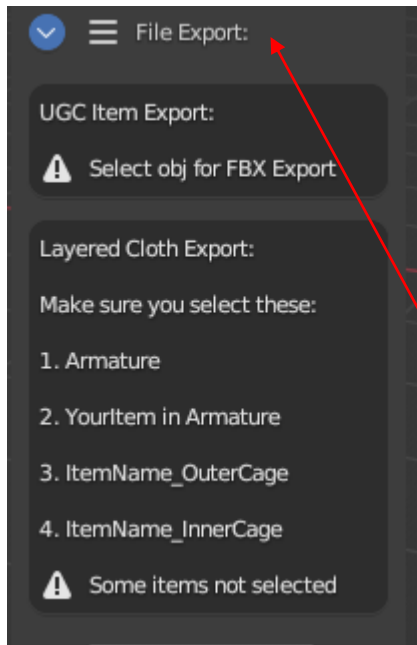 File Export:
UGC Item Export:
Select obj for FBX Export
Layered Cloth Export:
Make sure you select these:
1. Armature
2. YourItem in Armature
3. ItemName_OuterCage
4. ItemName_InnerCage
Some items not selected